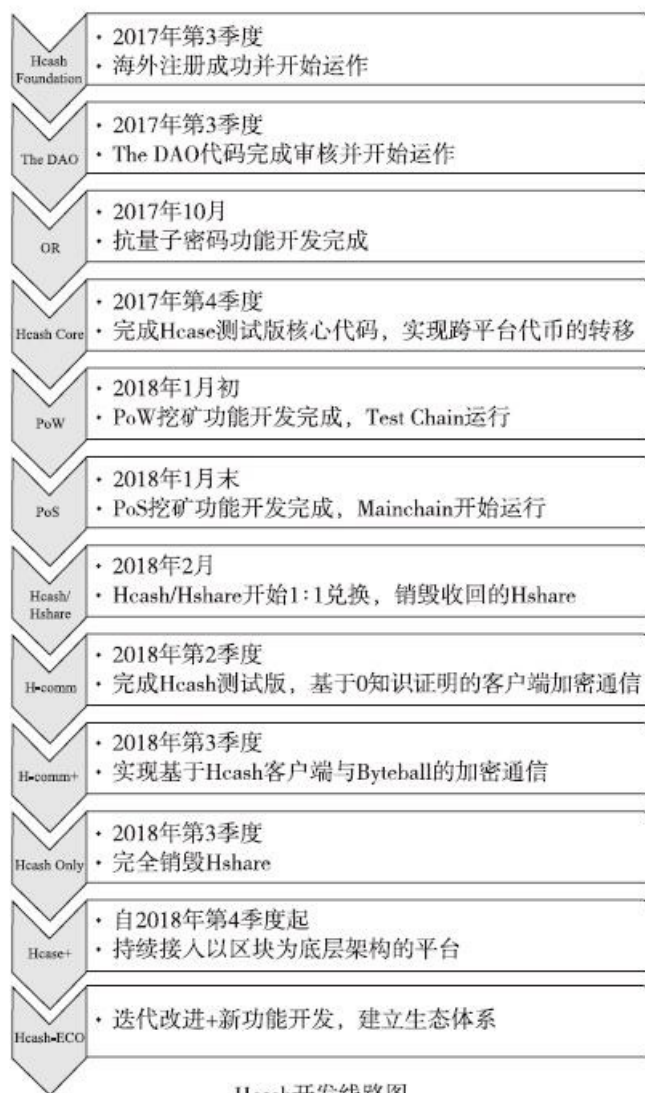 Hcash
Foundation
· 2017年第3季度
· 海外注册成功并开始运作
The DAO
· 2017年第3季度
· The DAO代码完成审核并开始运作
OR
· 2017年10月
· 抗量子密码功能开发完成
Hcash Core
· 2017年第4季度
· 完成Hcase测试版核心代码，实现跨平台代币的转移
PoW
· 2018年1月初
· PoW挖矿功能开发完成，Test Chain运行
PoS
· 2018年1月末
· PoS挖矿功能开发完成，Mainchain开始运行
Hcash/
Hshare
· 2018年2月
· Hcash/Hshare开始1∶1兑换，销毁收回的Hshare
H-comm
· 2018年第2季度
· 完成Hcash测试版，基于0知识证明的客户端加密通信
H-comm+
· 2018年第3季度
· 实现基于Hcash客户端与Byteball的加密通信
Hcash Only
· 2018年第3季度
· 完全销毁Hshare
Hcase+
· 自2018年第4季度起
· 持续接入以区块为底层架构的平台
Hcash-ECO
· 迭代改进+新功能开发，建立生态体系
Hcash开发线路图